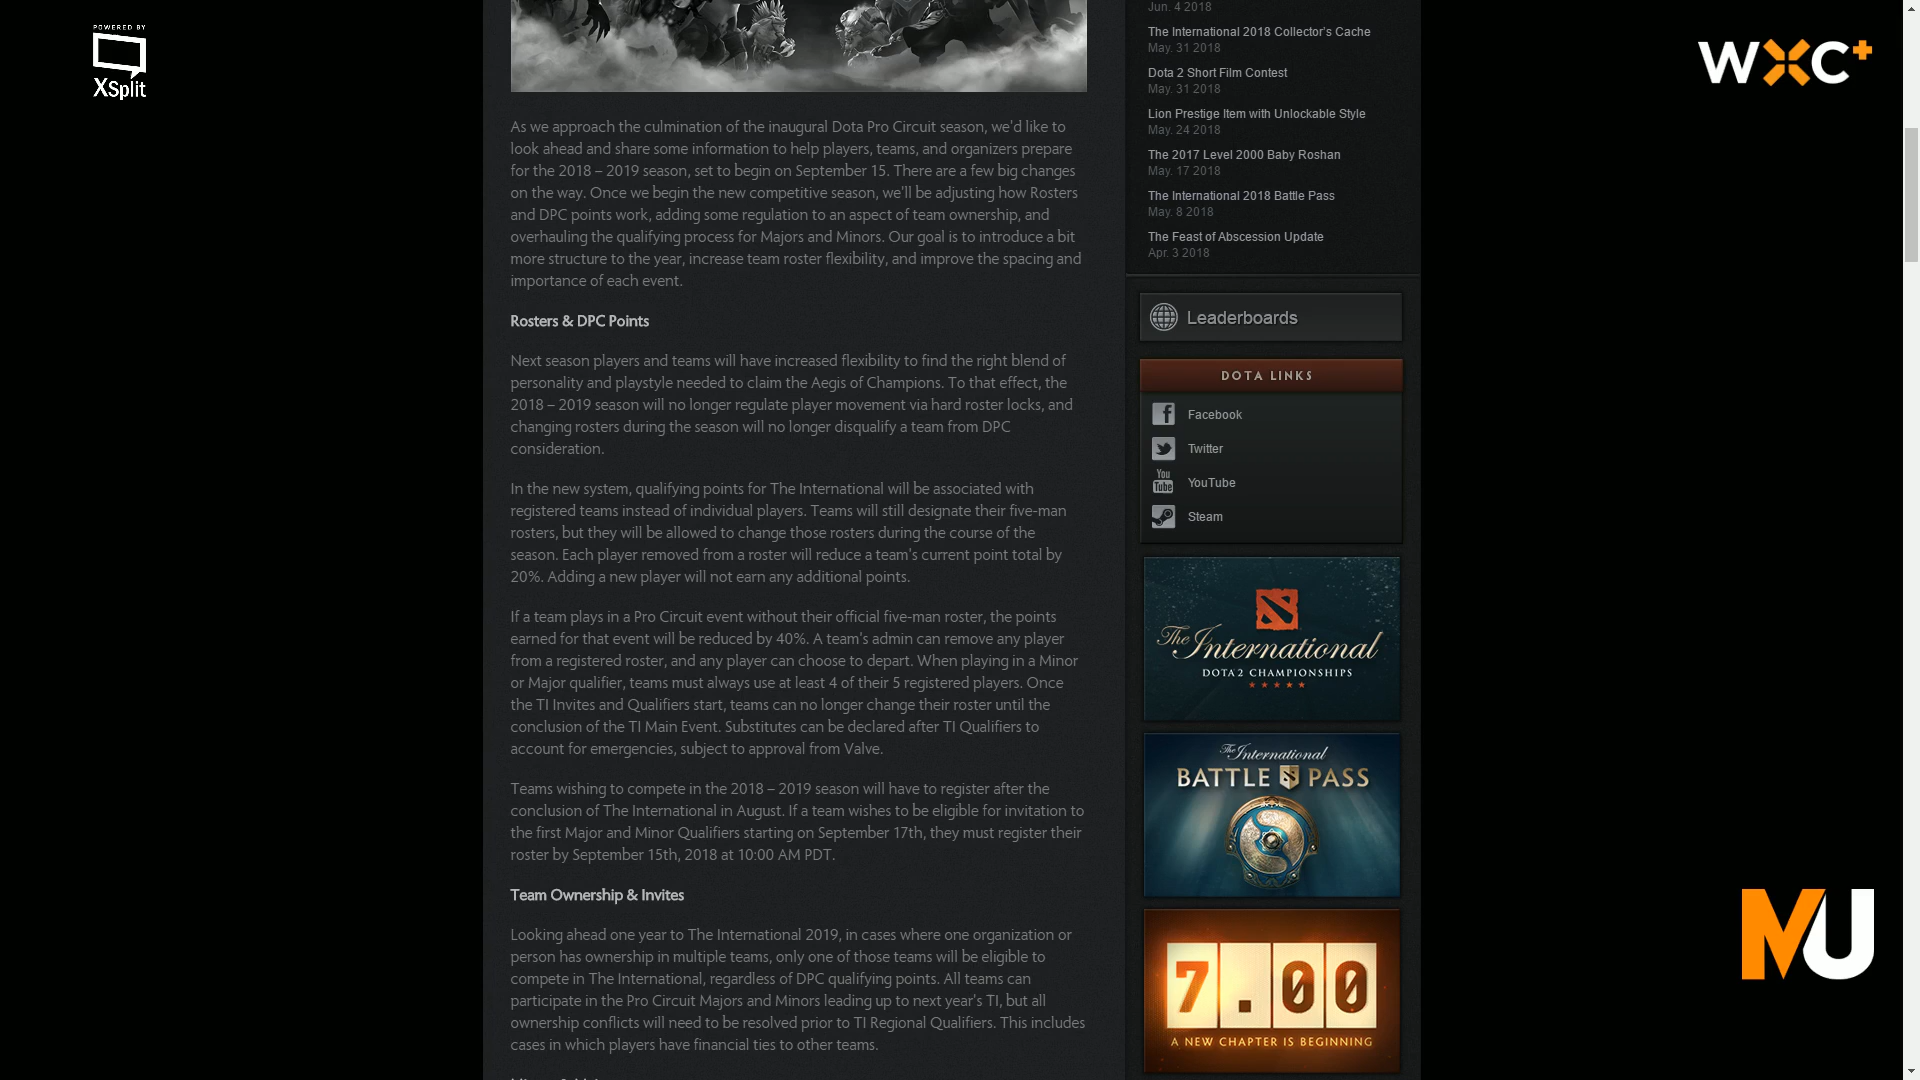 POWERED BY
XSplit
WXC+
As we approach the culmination of the inaugural Dota Pro Circuit season, we'd like to
look ahead and share some information to help players, teams, and organizers prepare
for the 2018 – 2019 season, set to begin on September 15. There are a few big changes
on the way. Once we begin the new competitive season, we'll be adjusting how Rosters
and DPC points work, adding some regulation to an aspect of team ownership, and
overhauling the qualifying process for Majors and Minors. Our goal is to introduce a bit
more structure to the year, increase team roster flexibility, and improve the spacing and
importance of each event.
Rosters & DPC Points
Next season players and teams will have increased flexibility to find the right blend of
personality and playstyle needed to claim the Aegis of Champions. To that effect, the
2018 – 2019 season will no longer regulate player movement via hard roster locks, and
changing rosters during the season will no longer disqualify a team from DPC
consideration.
In the new system, qualifying points for The International will be associated with
registered teams instead of individual players. Teams will still designate their five-man
rosters, but they will be allowed to change those rosters during the course of the
season. Each player removed from a roster will reduce a team's current point total by
20%. Adding a new player will not earn any additional points.
If a team plays in a Pro Circuit event without their official five-man roster, the points
earned for that event will be reduced by 40%. A team's admin can remove any player
from a registered roster, and any player can choose to depart. When playing in a Minor
or Major qualifier, teams must always use at least 4 of their 5 registered players. Once
the TI Invites and Qualifiers start, teams can no longer change their roster until the
conclusion of the TI Main Event. Substitutes can be declared after TI Qualifiers to
account for emergencies, subject to approval from Valve.
Teams wishing to compete in the 2018 – 2019 season will have to register after the
conclusion of The International in August. If a team wishes to be eligible for invitation to
the first Major and Minor Qualifiers starting on September 17th, they must register their
roster by September 15th, 2018 at 10:00 AM PDT.
Team Ownership & Invites
Looking ahead one year to The International 2019, in cases where one organization or
person has ownership in multiple teams, only one of those teams will be eligible to
compete in The International, regardless of DPC qualifying points. All teams can
participate in the Pro Circuit Majors and Minors leading up to next year's TI, but all
ownership conflicts will need to be resolved prior to TI Regional Qualifiers. This includes
cases in which players have financial ties to other teams.
Jun. 4 2018
The International 2018 Collector's Cache
May. 31 2018
Dota 2 Short Film Contest
May. 31 2018
Lion Prestige Item with Unlockable Style
May. 24 2018
The 2017 Level 2000 Baby Roshan
May. 17 2018
The International 2018 Battle Pass
May. 8 2018
The Feast of Abscession Update
Apr. 3 2018
Leaderboards
DOTA LINKS
Facebook
Twitter
You
Tube
YouTube
Steam
The International
DOTA 2 CHAMPIONSHIPS
The International
BATTLE PASS
7.00
A NEW CHAPTER IS BEGINNING
MU